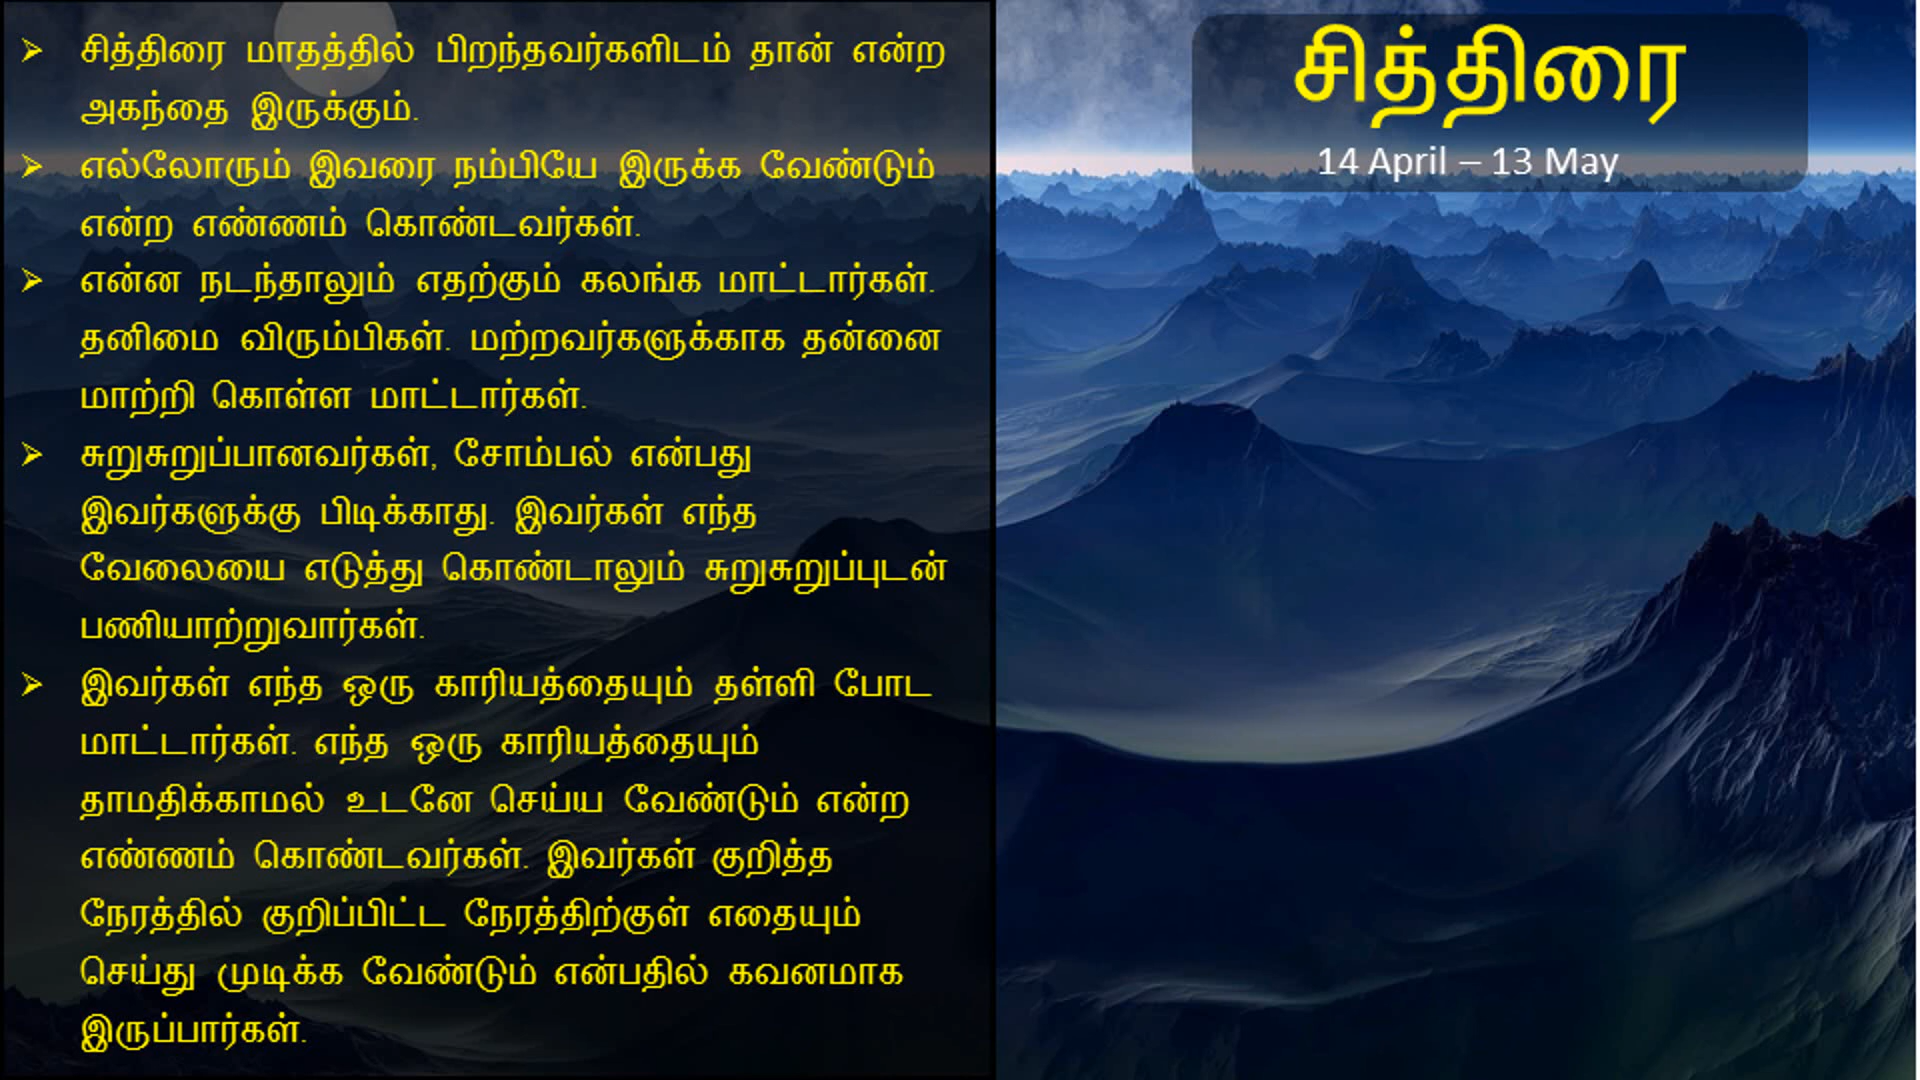 சித்திரை
14 April – 13 May
➢ சித்திரை மாதத்தில் பிறந்தவர்களிடம் தான் என்ற
அகந்தை இருக்கும்.
➢ எல்லோரும் இவரை நம்பியே இருக்க வேண்டும்
என்ற எண்ணம் கொண்டவர்கள்.
➢ என்ன நடந்தாலும் எதற்கும் கலங்க மாட்டார்கள்.
தனிமை விரும்பிகள். மற்றவர்களுக்காக தன்னை
மாற்றி கொள்ள மாட்டார்கள்.
➢ சுறுசுறுப்பானவர்கள், சோம்பல் என்பது
இவர்களுக்கு பிடிக்காது. இவர்கள் எந்த
வேலையை எடுத்து கொண்டாலும் சுறுசுறுப்புடன்
பணியாற்றுவார்கள்.
➢ இவர்கள் எந்த ஒரு காரியத்தையும் தள்ளி போட
மாட்டார்கள். எந்த ஒரு காரியத்தையும்
தாமதிக்காமல் உடனே செய்ய வேண்டும் என்ற
எண்ணம் கொண்டவர்கள். இவர்கள் குறித்த
நேரத்தில் குறிப்பிட்ட நேரத்திற்குள் எதையும்
செய்து முடிக்க வேண்டும் என்பதில் கவனமாக
இருப்பார்கள்.